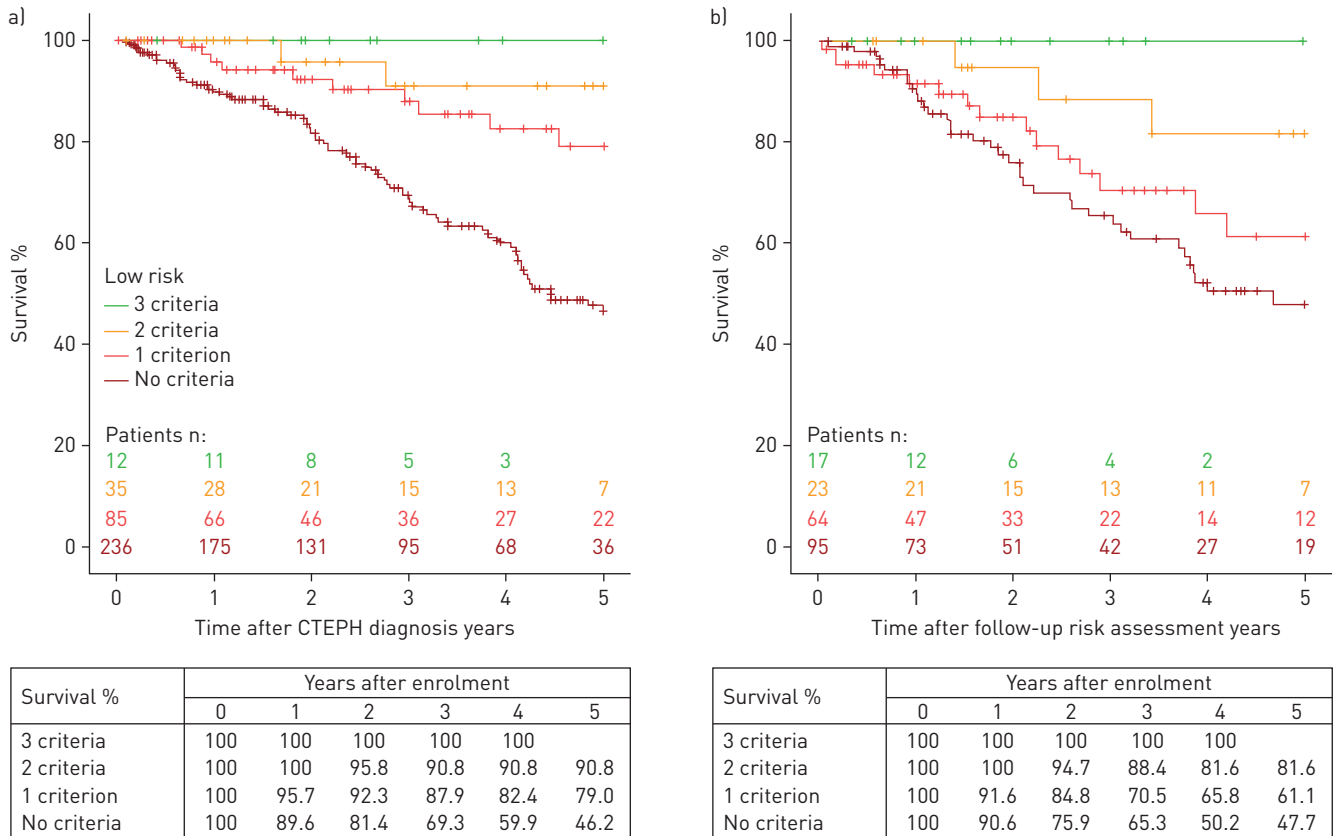 a)
100
80
60
40
20
0
Survival %
Low risk
3 criteria
2 criteria
1 criterion
No criteria
Patients n:
12 11 8 5 3
35 28 21 15 13 7
85 66 46 36 27 22
236 175 131 95 68 36
0 1 2 3 4 5
Time after CTEPH diagnosis years
Survival % Years after enrolment
0 1 2 3 4 5
3 criteria 100 100 100 100 100
2 criteria 100 100 95.8 90.8 90.8 90.8
1 criterion 100 95.7 92.3 87.9 82.4 79.0
No criteria 100 89.6 81.4 69.3 59.9 46.2
b)
100
80
60
40
20
0
Survival %
Patients n:
17 12 6 4 2
23 21 15 13 11 7
64 47 33 22 14 12
95 73 51 42 27 19
0 1 2 3 4 5
Time after follow-up risk assessment years
Survival % Years after enrolment
0 1 2 3 4 5
3 criteria 100 100 100 100 100
2 criteria 100 100 94.7 88.4 81.6 81.6
1 criterion 100 91.6 84.8 70.5 65.8 61.1
No criteria 100 90.6 75.9 65.3 50.2 47.7